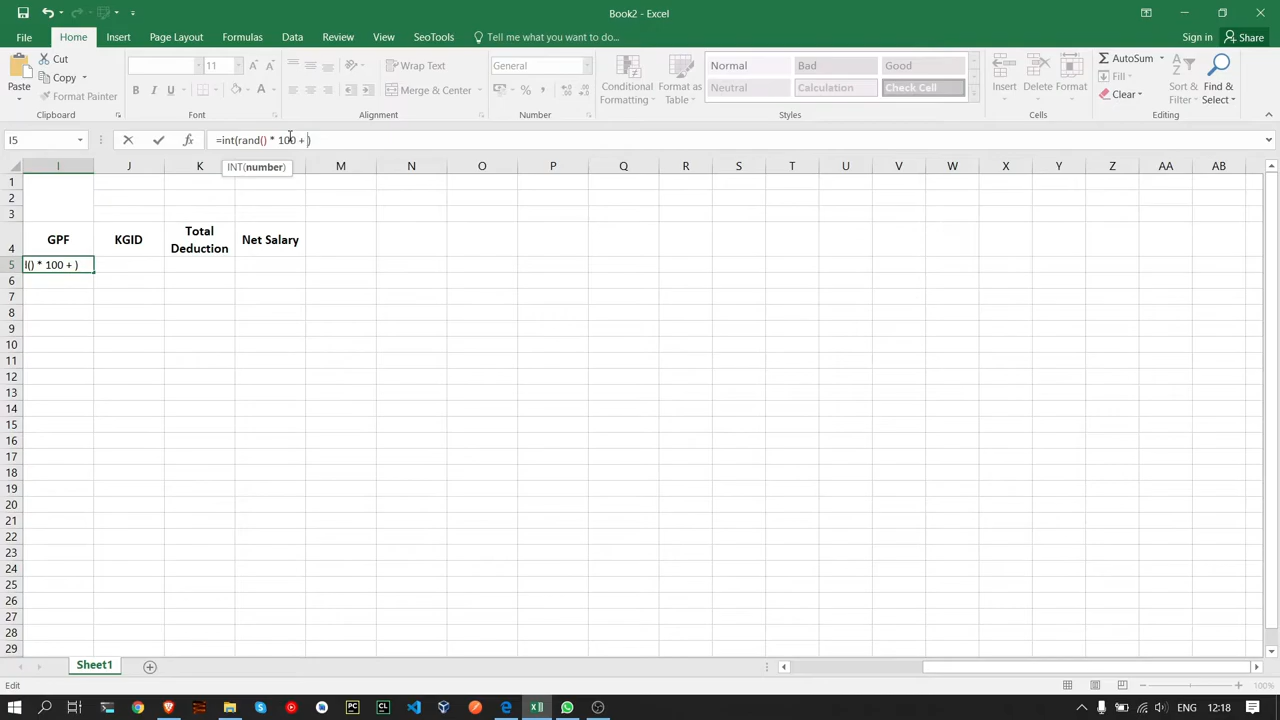 Book2 - Excel
File Home Insert Page Layout Formulas Data Review View SeoTools Tell me what you want to do... Sign in Share
Paste
Cut
Copy
Format Painter
Clipboard
11 A A
B I U A
Font
Wrap Text
Merge & Center
Alignment
General
% ,
Number
Conditional
Formatting
Format as
Table
Normal Bad Good
Neutral Calculation Check Cell
Styles
Insert Delete Format
Cells
AutoSum
Fill
Clear
Sort &
Filter
Find &
Select
Editing
I5 fx =int(rand() * 100 + )
INT(number)
I J K L M N O P Q R S T U V W X Y Z AA AB
1
2
3
4 GPF KGID Total Deduction Net Salary
5 I() * 100 + )
6
7
8
9
10
11
12
13
14
15
16
17
18
19
20
21
22
23
24
25
26
27
28
29
Sheet1
Edit 100%
PC CL ENG 12:18